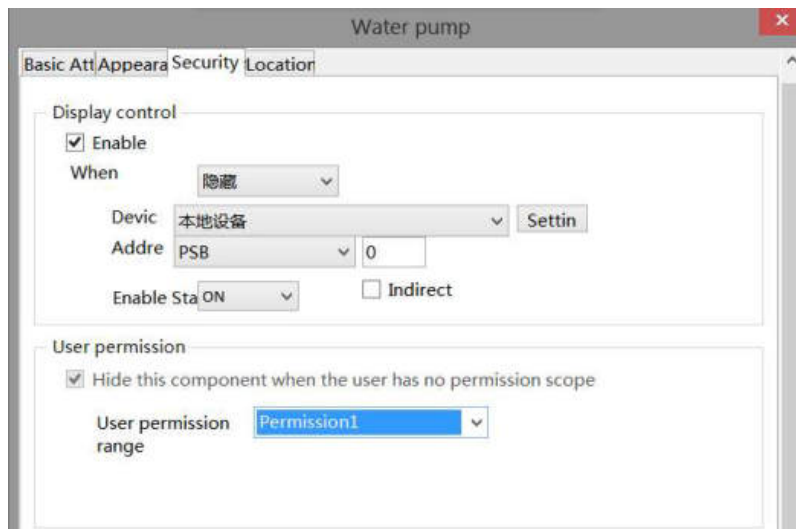 Water pump
Basic Att Appeara Security Location
Display control
Enable
When 隐藏
Devic 本地设备 Settin
Addre PSB 0
Enable Sta ON Indirect
User permission
Hide this component when the user has no permission scope
User permission Permission1
range